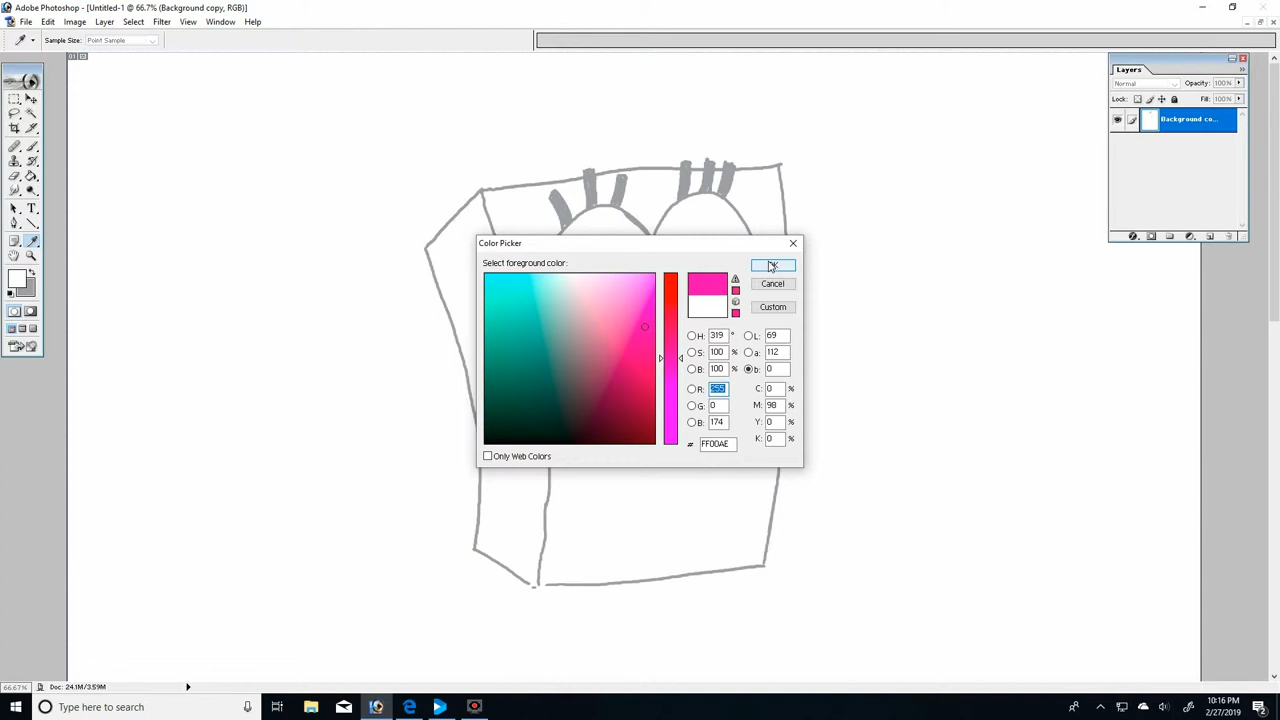 Adobe Photoshop - [Untitled-1 @ 66.7% (Background copy, RGB)]
File Edit Image Layer Select Filter View Window Help
Sample Size: Point Sample
Layers
Normal Opacity: 100%
Lock: Fill: 100%
Background co...
Color Picker
Select foreground color:
OK
Cancel
Custom
H: 319 ° L: 69
S: 100 % a: 112
B: 100 % b: 0
R: 255 C: 0 %
G: 0 M: 98 %
B: 174 Y: 0 %
# FF00AE K: 0 %
Only Web Colors
66.67% Doc: 24.1M/3.59M
Type here to search
10:16 PM
2/27/2019
2